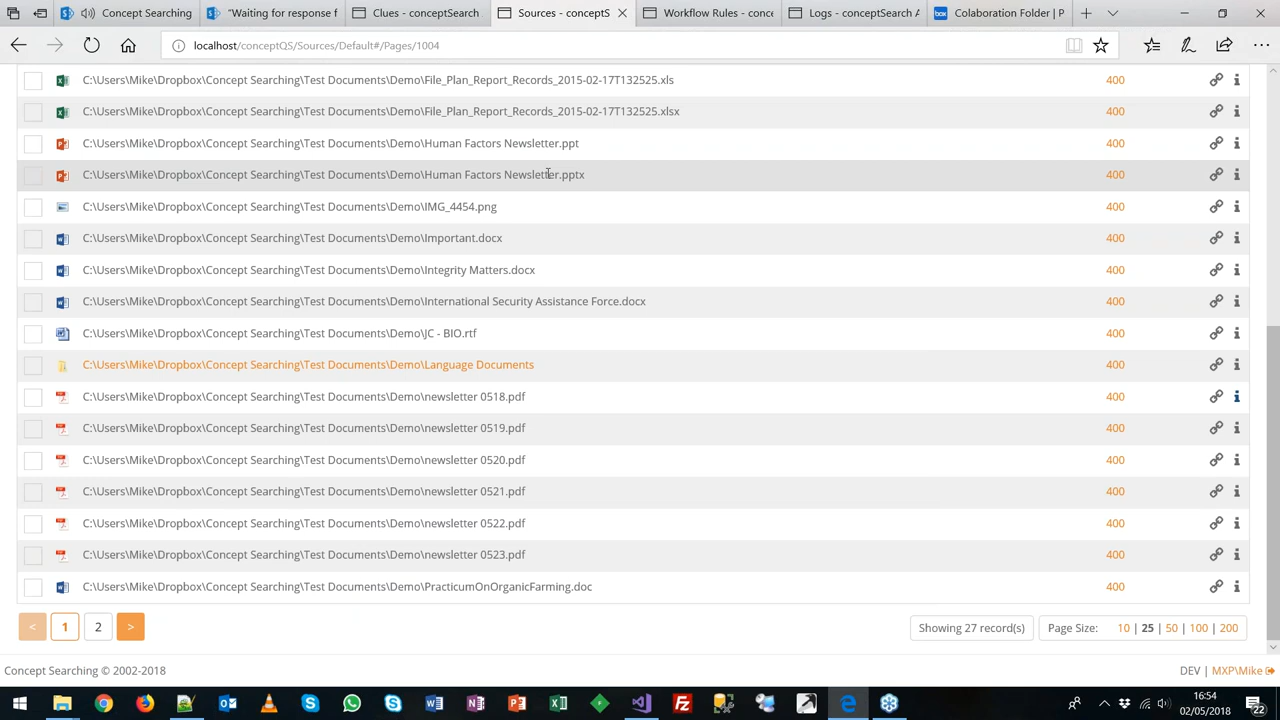 Concept Searching
"Waiting for response f
Clues - conceptSearch
Sources - conceptS
Workflow Rules - con
Logs - conceptSearch A
Colaboration Folder | P
localhost/conceptQS/Sources/Default#/Pages/1004
C:\Users\Mike\Dropbox\Concept Searching\Test Documents\Demo\File_Plan_Report_Records_2015-02-17T132525.xls 400
C:\Users\Mike\Dropbox\Concept Searching\Test Documents\Demo\File_Plan_Report_Records_2015-02-17T132525.xlsx 400
C:\Users\Mike\Dropbox\Concept Searching\Test Documents\Demo\Human Factors Newsletter.ppt 400
C:\Users\Mike\Dropbox\Concept Searching\Test Documents\Demo\Human Factors Newsletter.pptx 400
C:\Users\Mike\Dropbox\Concept Searching\Test Documents\Demo\IMG_4454.png 400
C:\Users\Mike\Dropbox\Concept Searching\Test Documents\Demo\Important.docx 400
C:\Users\Mike\Dropbox\Concept Searching\Test Documents\Demo\Integrity Matters.docx 400
C:\Users\Mike\Dropbox\Concept Searching\Test Documents\Demo\International Security Assistance Force.docx 400
C:\Users\Mike\Dropbox\Concept Searching\Test Documents\Demo\JC - BIO.rtf 400
C:\Users\Mike\Dropbox\Concept Searching\Test Documents\Demo\Language Documents 400
C:\Users\Mike\Dropbox\Concept Searching\Test Documents\Demo\newsletter 0518.pdf 400
C:\Users\Mike\Dropbox\Concept Searching\Test Documents\Demo\newsletter 0519.pdf 400
C:\Users\Mike\Dropbox\Concept Searching\Test Documents\Demo\newsletter 0520.pdf 400
C:\Users\Mike\Dropbox\Concept Searching\Test Documents\Demo\newsletter 0521.pdf 400
C:\Users\Mike\Dropbox\Concept Searching\Test Documents\Demo\newsletter 0522.pdf 400
C:\Users\Mike\Dropbox\Concept Searching\Test Documents\Demo\newsletter 0523.pdf 400
C:\Users\Mike\Dropbox\Concept Searching\Test Documents\Demo\PracticumOnOrganicFarming.doc 400
< 1 2 > Showing 27 record(s) Page Size: 10 | 25 | 50 | 100 | 200
Concept Searching © 2002-2018 DEV | MXP\Mike
16:54
02/05/2018
22